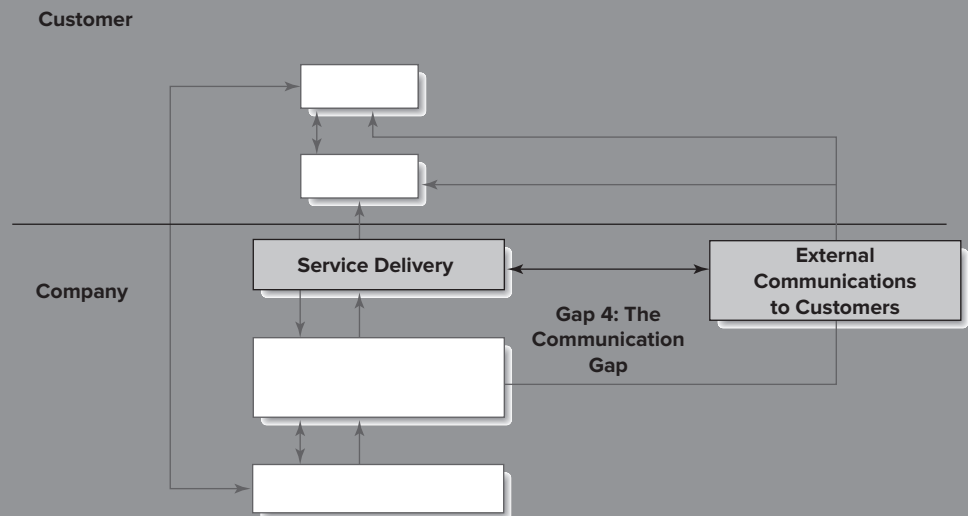 Customer
Service Delivery
External
Communications
to Customers
Company
Gap 4: The
Communication
Gap